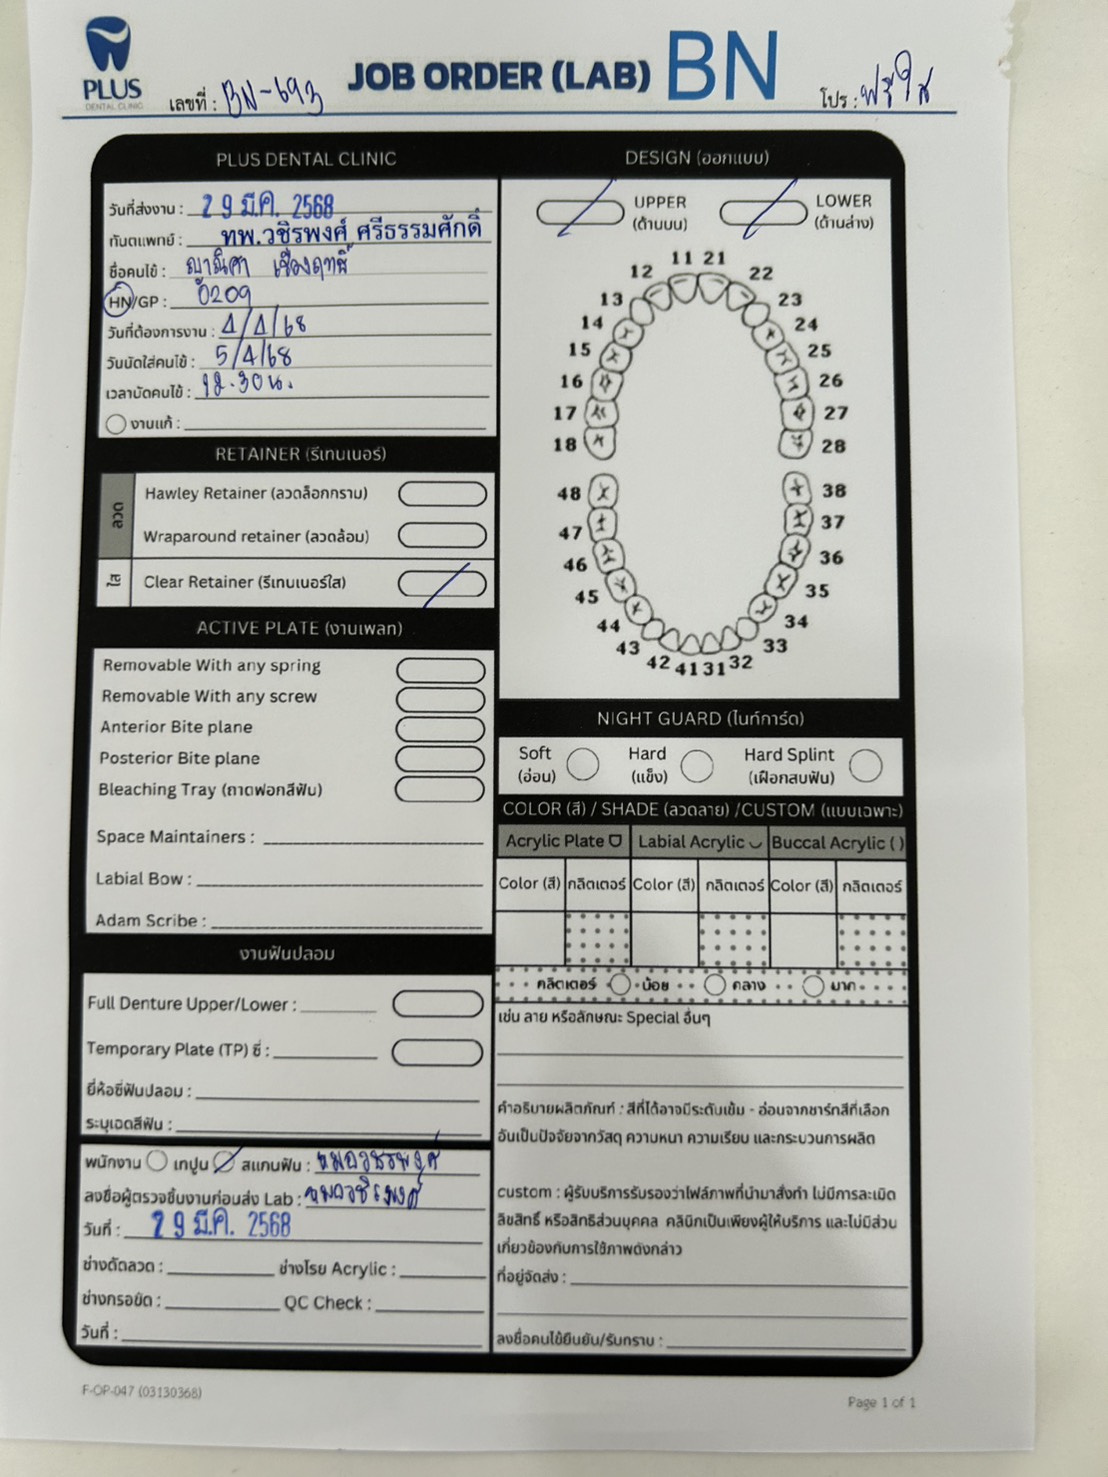 PLUS
DENTAL CLINIC
เลขที่ : BN-693
JOB ORDER (LAB) BN
โปร : ฟรีใส
PLUS DENTAL CLINIC
วันที่ส่งงาน : 29 มี.ค. 2568
ทันตแพทย์ : ทพ.วชิรพงศ์ ศรีธรรมศักดิ์
ชื่อคนไข้ : ญาณิศา เชืองฤทธิ์
HN/GP : 0209
วันที่ต้องการงาน : 4/4/68
วันนัดใส่คนไข้ : 5/4/68
เวลานัดคนไข้ : 12.30น.
งานแก้ :
RETAINER (รีเทนเนอร์)
ลวด
Hawley Retainer (ลวดล็อกกราม)
Wraparound retainer (ลวดล้อม)
ใส
Clear Retainer (รีเทนเนอร์ใส)
ACTIVE PLATE (งานเพลท)
Removable With any spring
Removable With any screw
Anterior Bite plane
Posterior Bite plane
Bleaching Tray (ถาดฟอกสีฟัน)
Space Maintainers :
Labial Bow :
Adam Scribe :
งานฟันปลอม
Full Denture Upper/Lower :
Temporary Plate (TP) ซี่ :
ยี่ห้อซี่ฟันปลอม :
ระบุเฉดสีฟัน :
พนักงาน เทปูน สแกนฟัน : หมอวชิรพงศ์
ลงชื่อผู้ตรวจชิ้นงานก่อนส่ง Lab : หมอวชิรพงศ์
วันที่ : 29 มี.ค. 2568
ช่างดัดลวด : ช่างโรย Acrylic :
ช่างกรอขัด : QC Check :
วันที่ :
DESIGN (ออกแบบ)
UPPER (ด้านบน)
LOWER (ด้านล่าง)
11 21
12 22
13 23
14 24
15 25
16 26
17 27
18 28
48 38
47 37
46 36
45 35
44 34
43 33
42 41 31 32
NIGHT GUARD (ไนท์การ์ด)
Soft (อ่อน)
Hard (แข็ง)
Hard Splint (เฝือกสบฟัน)
COLOR (สี) / SHADE (ลวดลาย) /CUSTOM (แบบเฉพาะ)
Acrylic Plate Labial Acrylic Buccal Acrylic ( )
Color (สี) กลิตเตอร์ Color (สี) กลิตเตอร์ Color (สี) กลิตเตอร์
กลิตเตอร์ น้อย กลาง มาก
เช่น ลาย หรือลักษณะ Special อื่นๆ
คำอธิบายผลิตภัณฑ์ : สีที่ได้อาจมีระดับเข้ม - อ่อนจากชาร์ทสีที่เลือก
อันเป็นปัจจัยจากวัสดุ ความหนา ความเรียบ และกระบวนการผลิต
custom : ผู้รับบริการรับรองว่าไฟล์ภาพที่นำมาสั่งทำ ไม่มีการละเมิด
ลิขสิทธิ์ หรือสิทธิส่วนบุคคล คลินิกเป็นเพียงผู้ให้บริการ และไม่มีส่วน
เกี่ยวข้องกับการใช้ภาพดังกล่าว
ที่อยู่จัดส่ง :
ลงชื่อคนไข้ยืนยัน/รับทราบ :
F-OP-047 (03130368)
Page 1 of 1